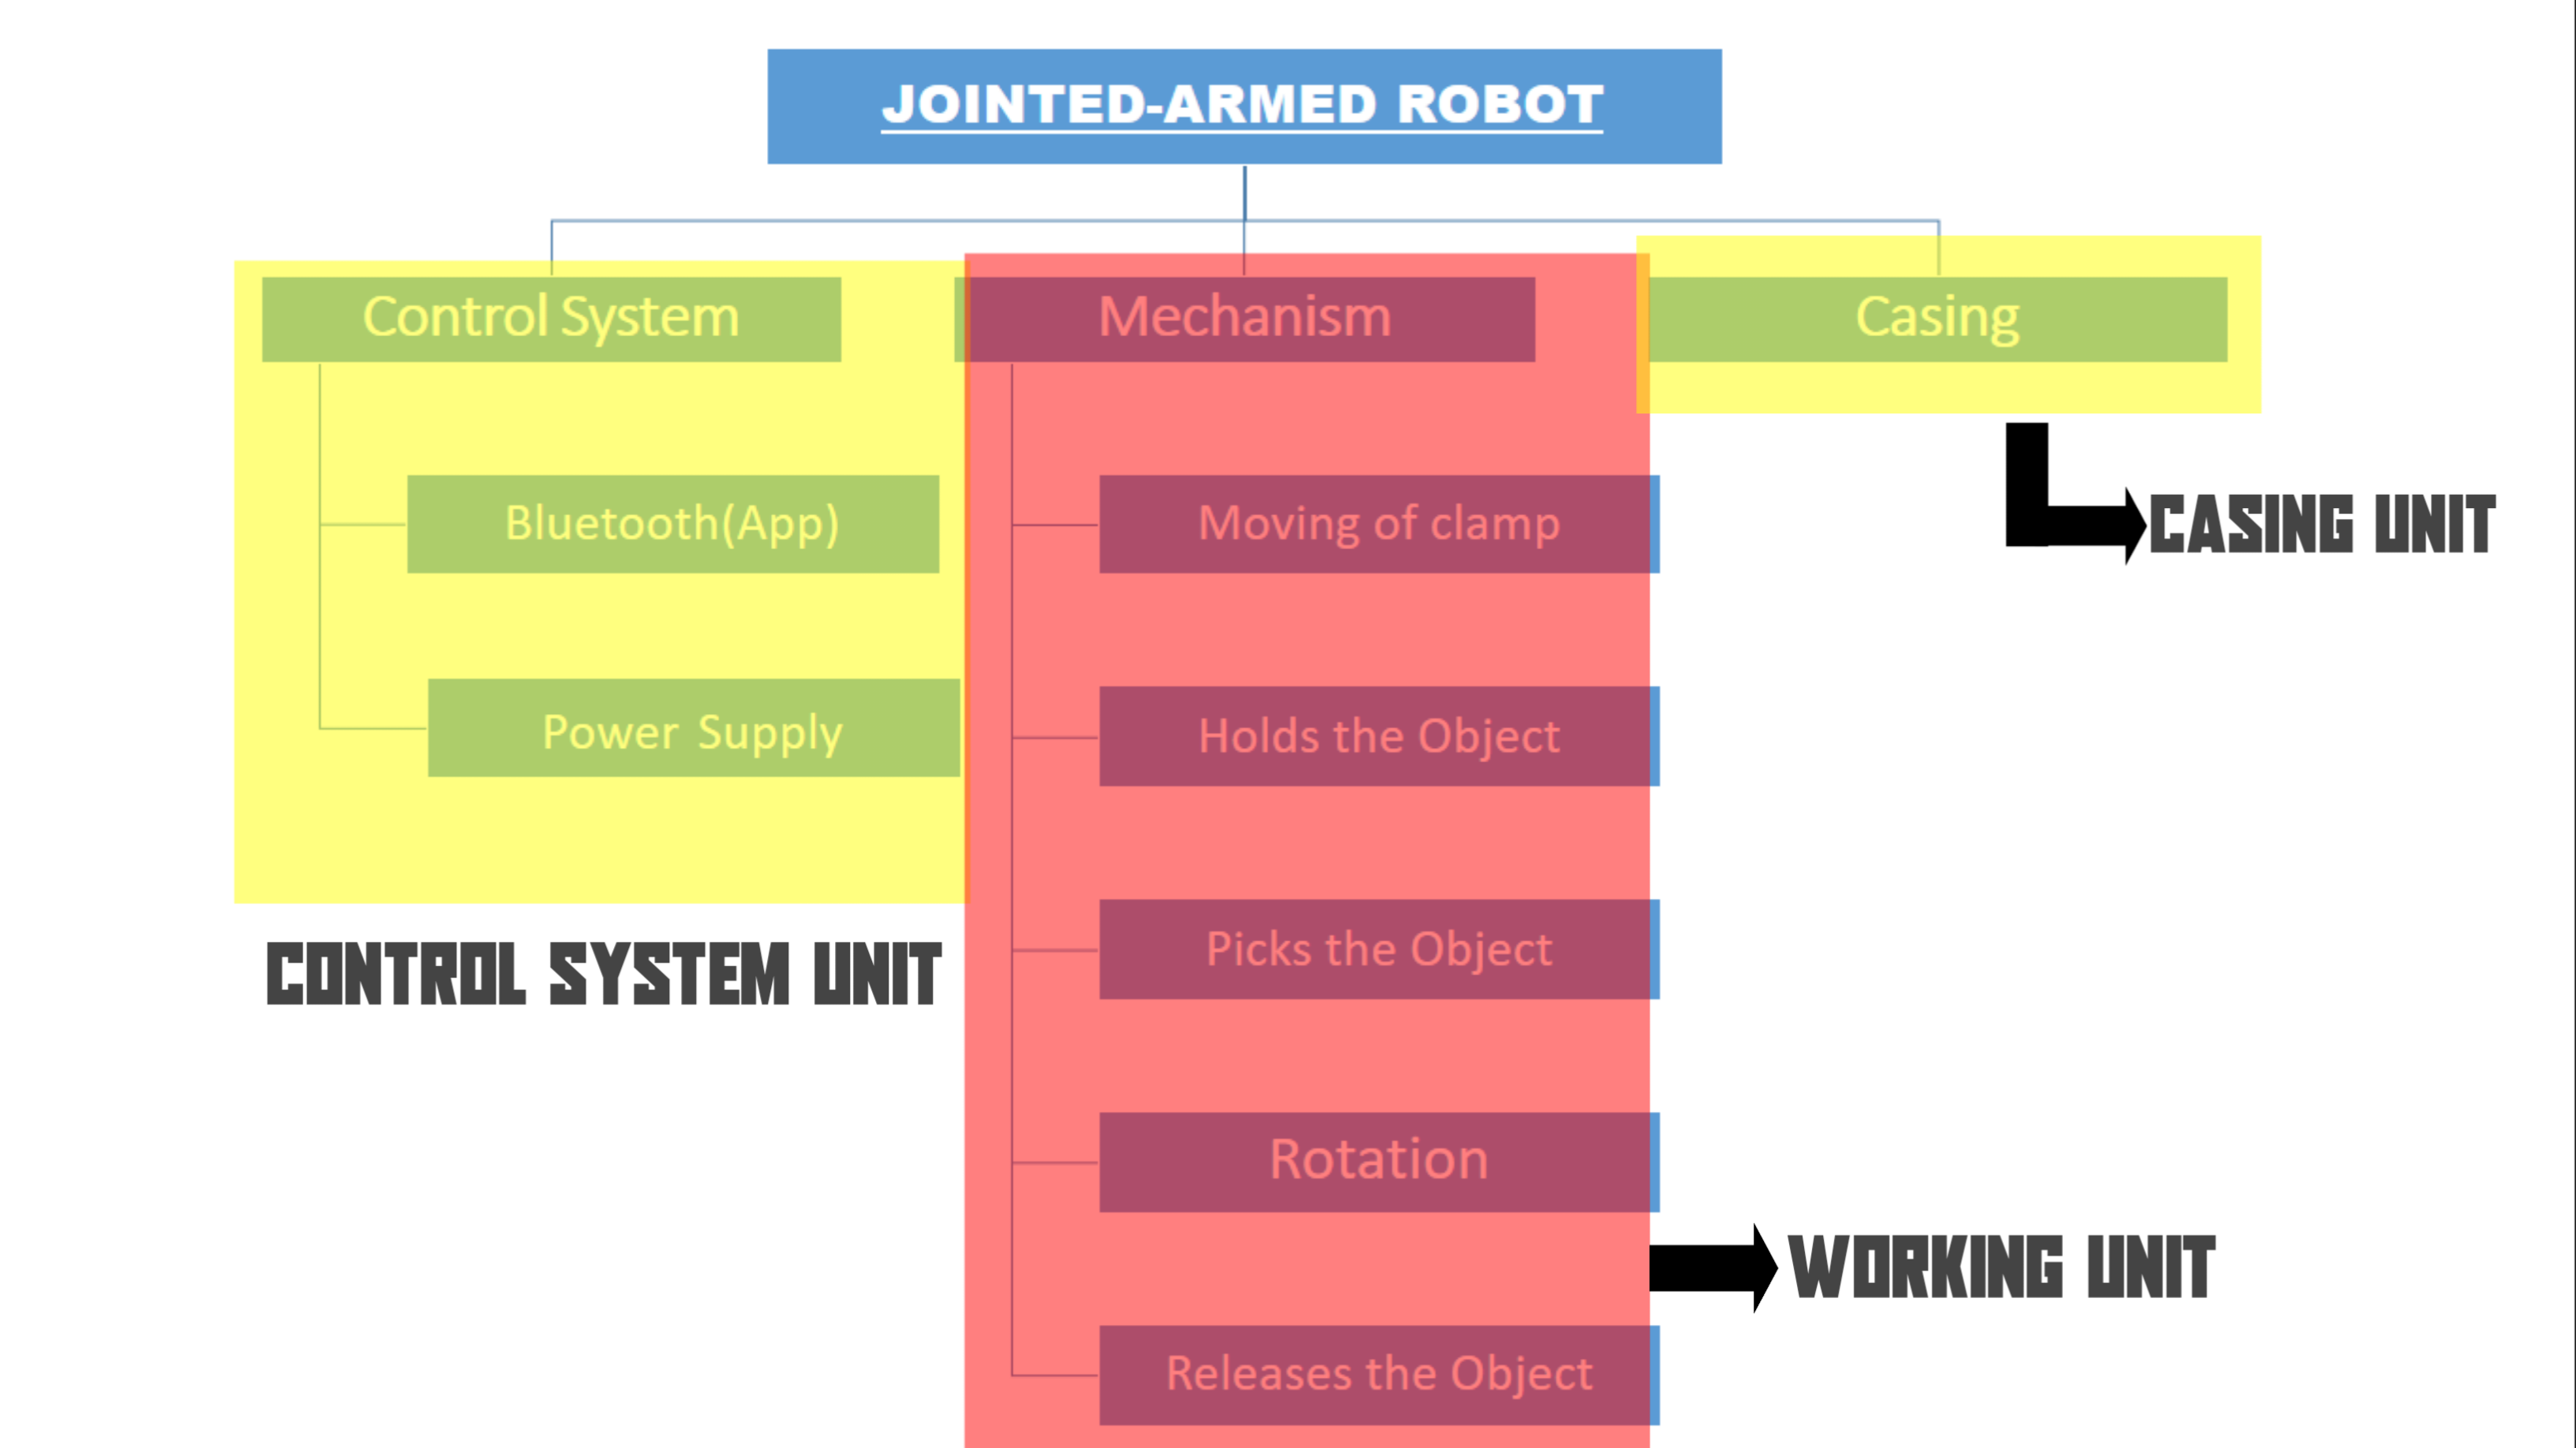 JOINTED-ARMED ROBOT
Control System
Mechanism
Casing
Bluetooth(App)
Power Supply
CONTROL SYSTEM UNIT
Moving of clamp
Holds the Object
Picks the Object
Rotation
Releases the Object
CASING UNIT
WORKING UNIT